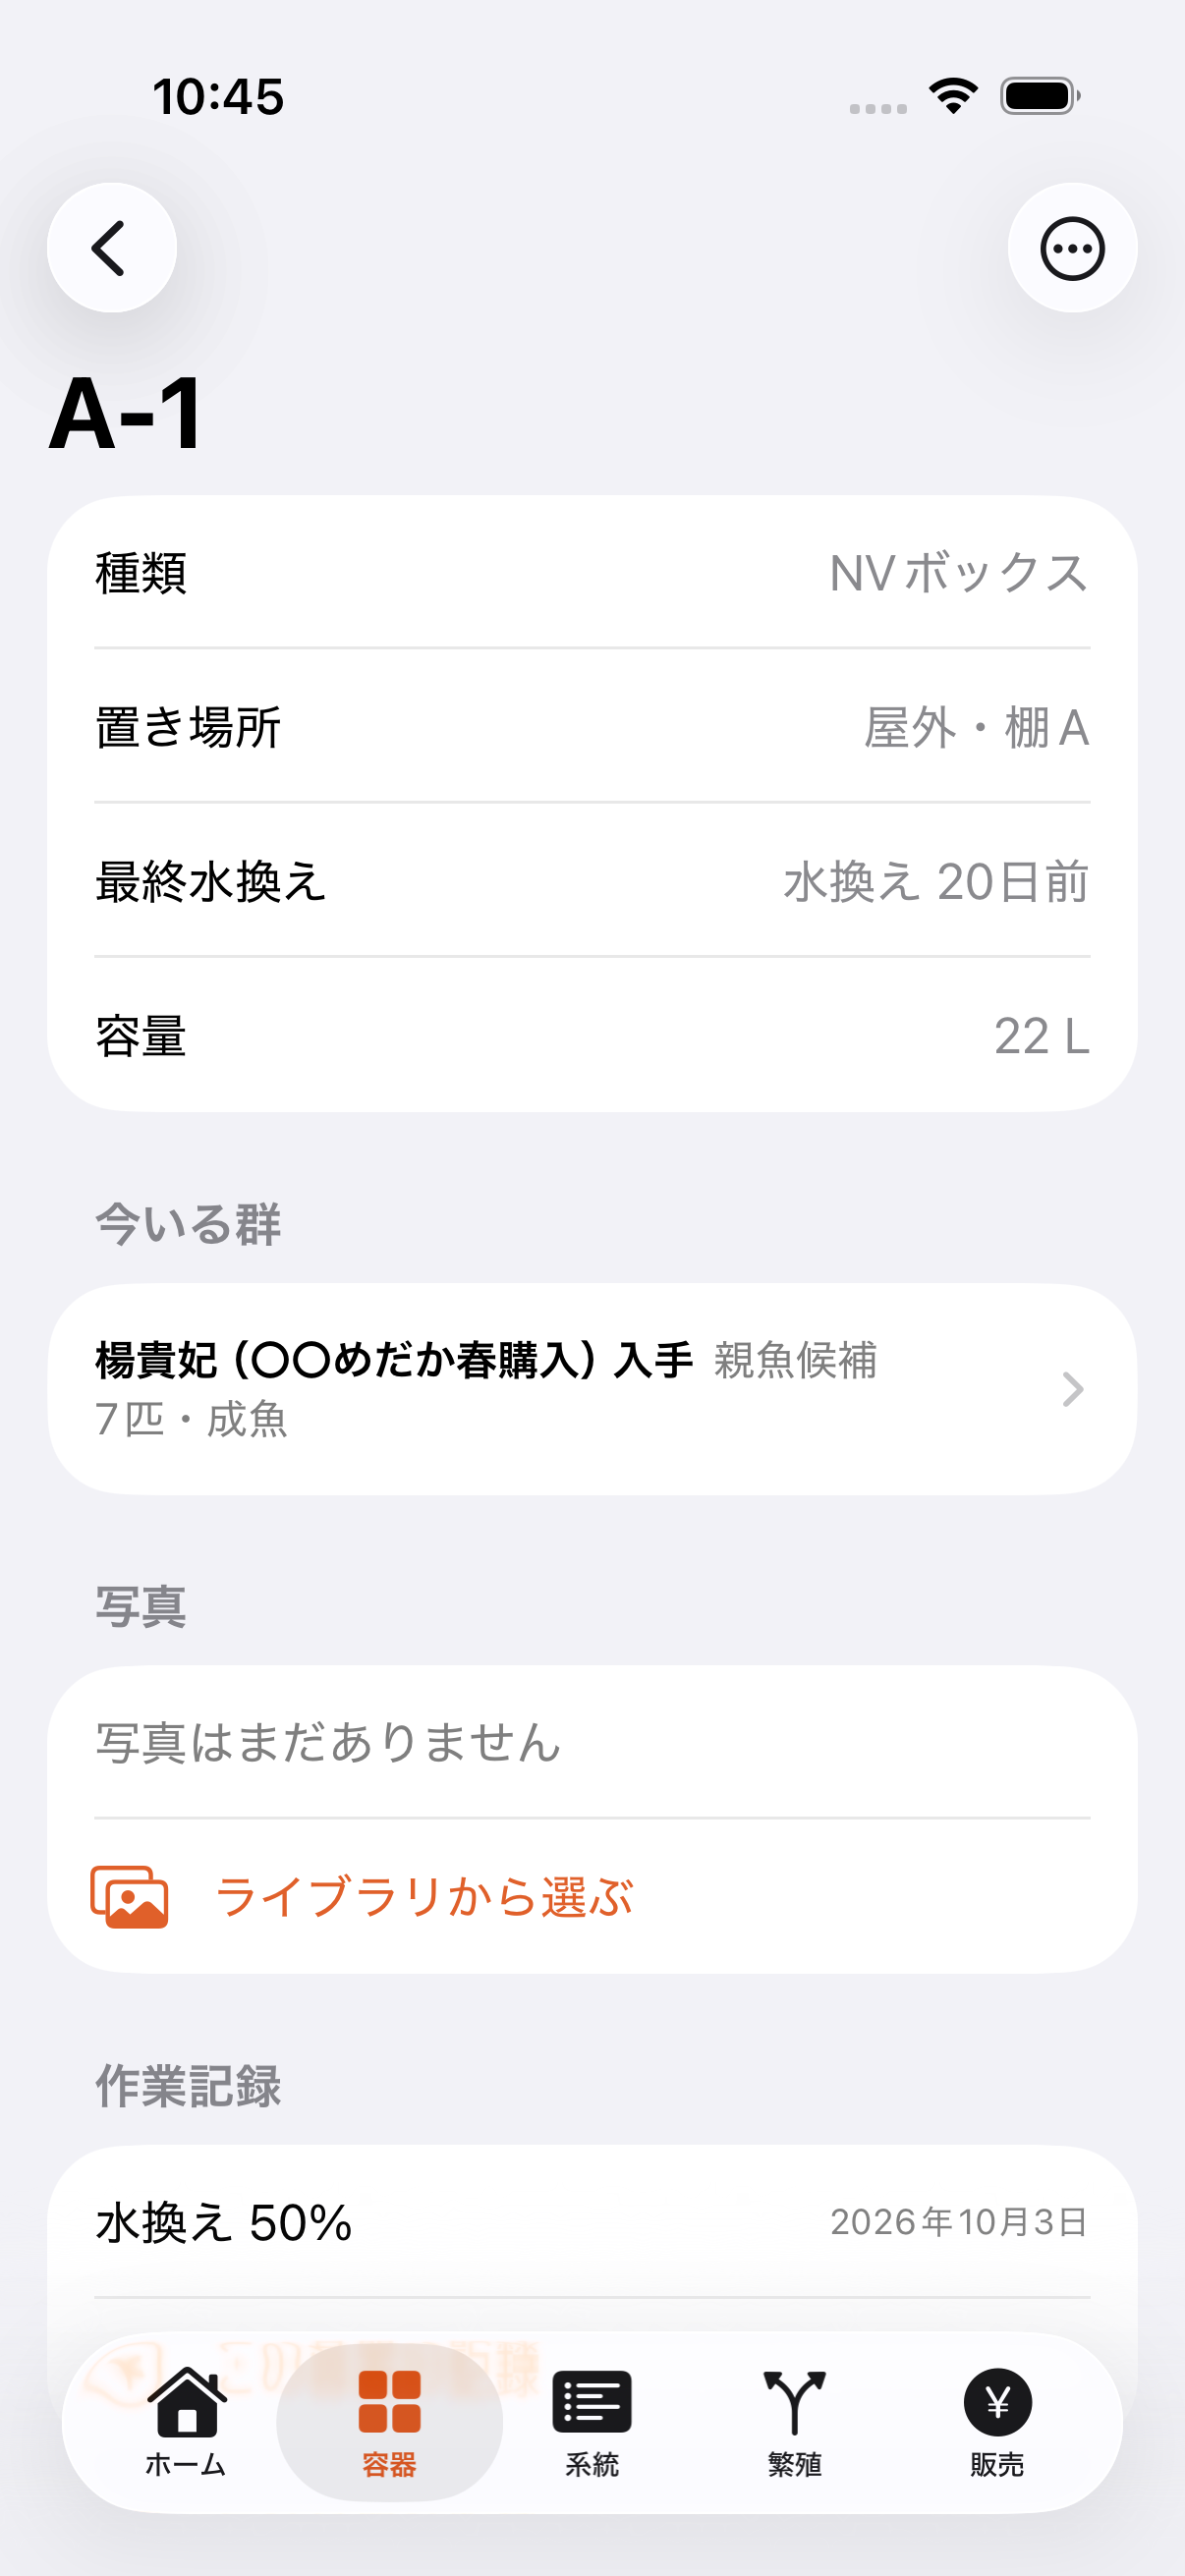 10:45
A-1
種類 NVボックス
置き場所 屋外・棚A
最終水換え 水換え 20日前
容量 22 L
今いる群
楊貴妃（〇〇めだか春購入）入手 親魚候補
7匹・成魚
写真
写真はまだありません
ライブラリから選ぶ
作業記録
水換え 50% 2026年10月3日
ホーム 容器 系統 繁殖 販売